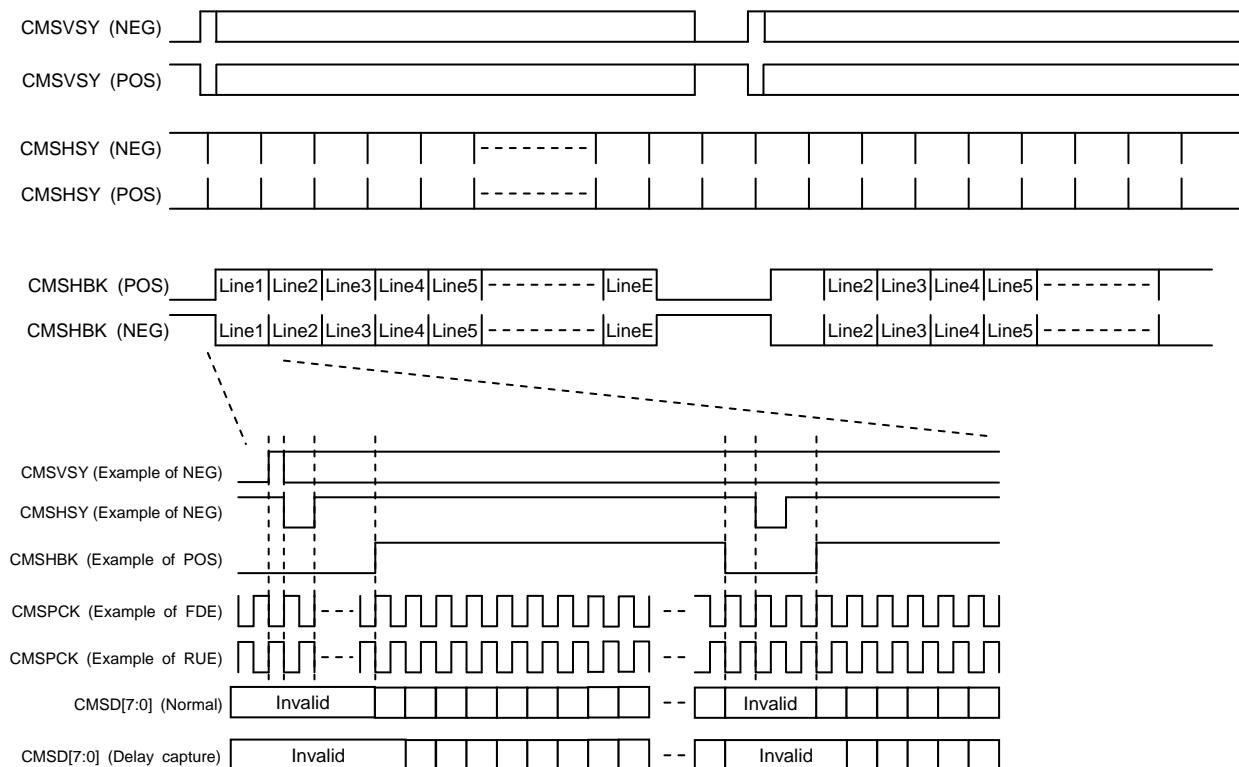 CMSVSY (NEG)
CMSVSY (POS)
CMSHSY (NEG)
CMSHSY (POS)
CMSHBK (POS) Line1 Line2 Line3 Line4 Line5 LineE Line2 Line3 Line4 Line5
CMSHBK (NEG) Line1 Line2 Line3 Line4 Line5 LineE Line2 Line3 Line4 Line5
CMSVSY (Example of NEG)
CMSHSY (Example of NEG)
CMSHBK (Example of POS)
CMSPCK (Example of FDE)
CMSPCK (Example of RUE)
CMSD[7:0] (Normal) Invalid Invalid
CMSD[7:0] (Delay capture) Invalid Invalid